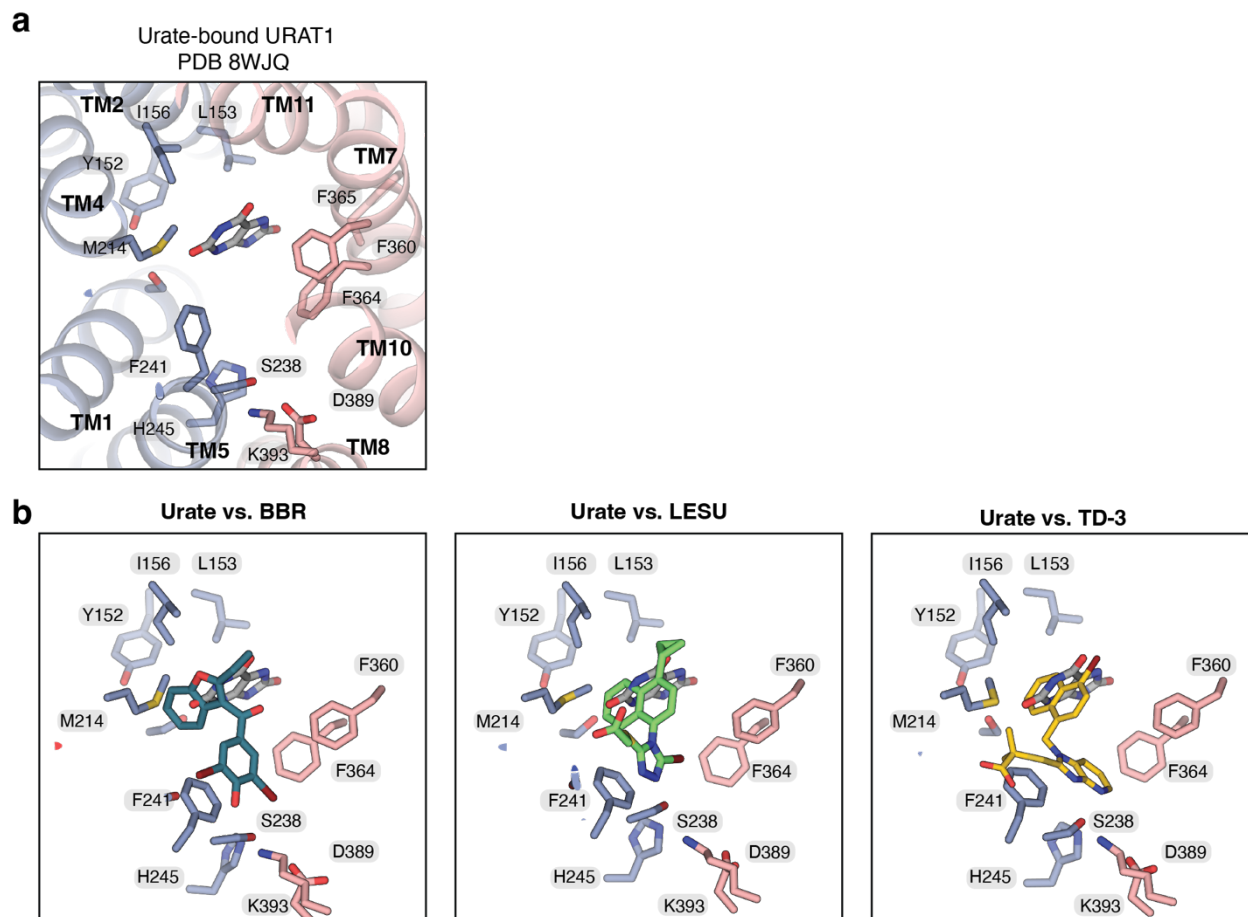 a
Urate-bound URAT1
PDB 8WJQ
TM2
I156
L153
TM11
Y152
TM7
TM4
F365
M214
F360
F364
F241
S238
TM10
D389
TM1
H245
TM5
K393
TM8
b
Urate vs. BBR
I156
L153
Y152
F360
M214
F364
F241
S238
H245
D389
K393
Urate vs. LESU
I156
L153
Y152
F360
M214
F364
F241
S238
D389
H245
K393
Urate vs. TD-3
I156
L153
Y152
F360
M214
F364
F241
S238
D389
H245
K393